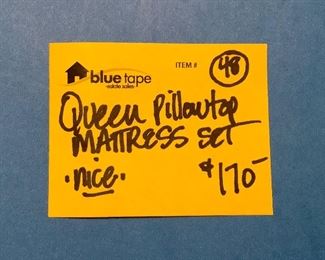 blue tape
estate sales
ITEM # 48
Queen Pillowtop
MATTRESS SET
·nice· $170-